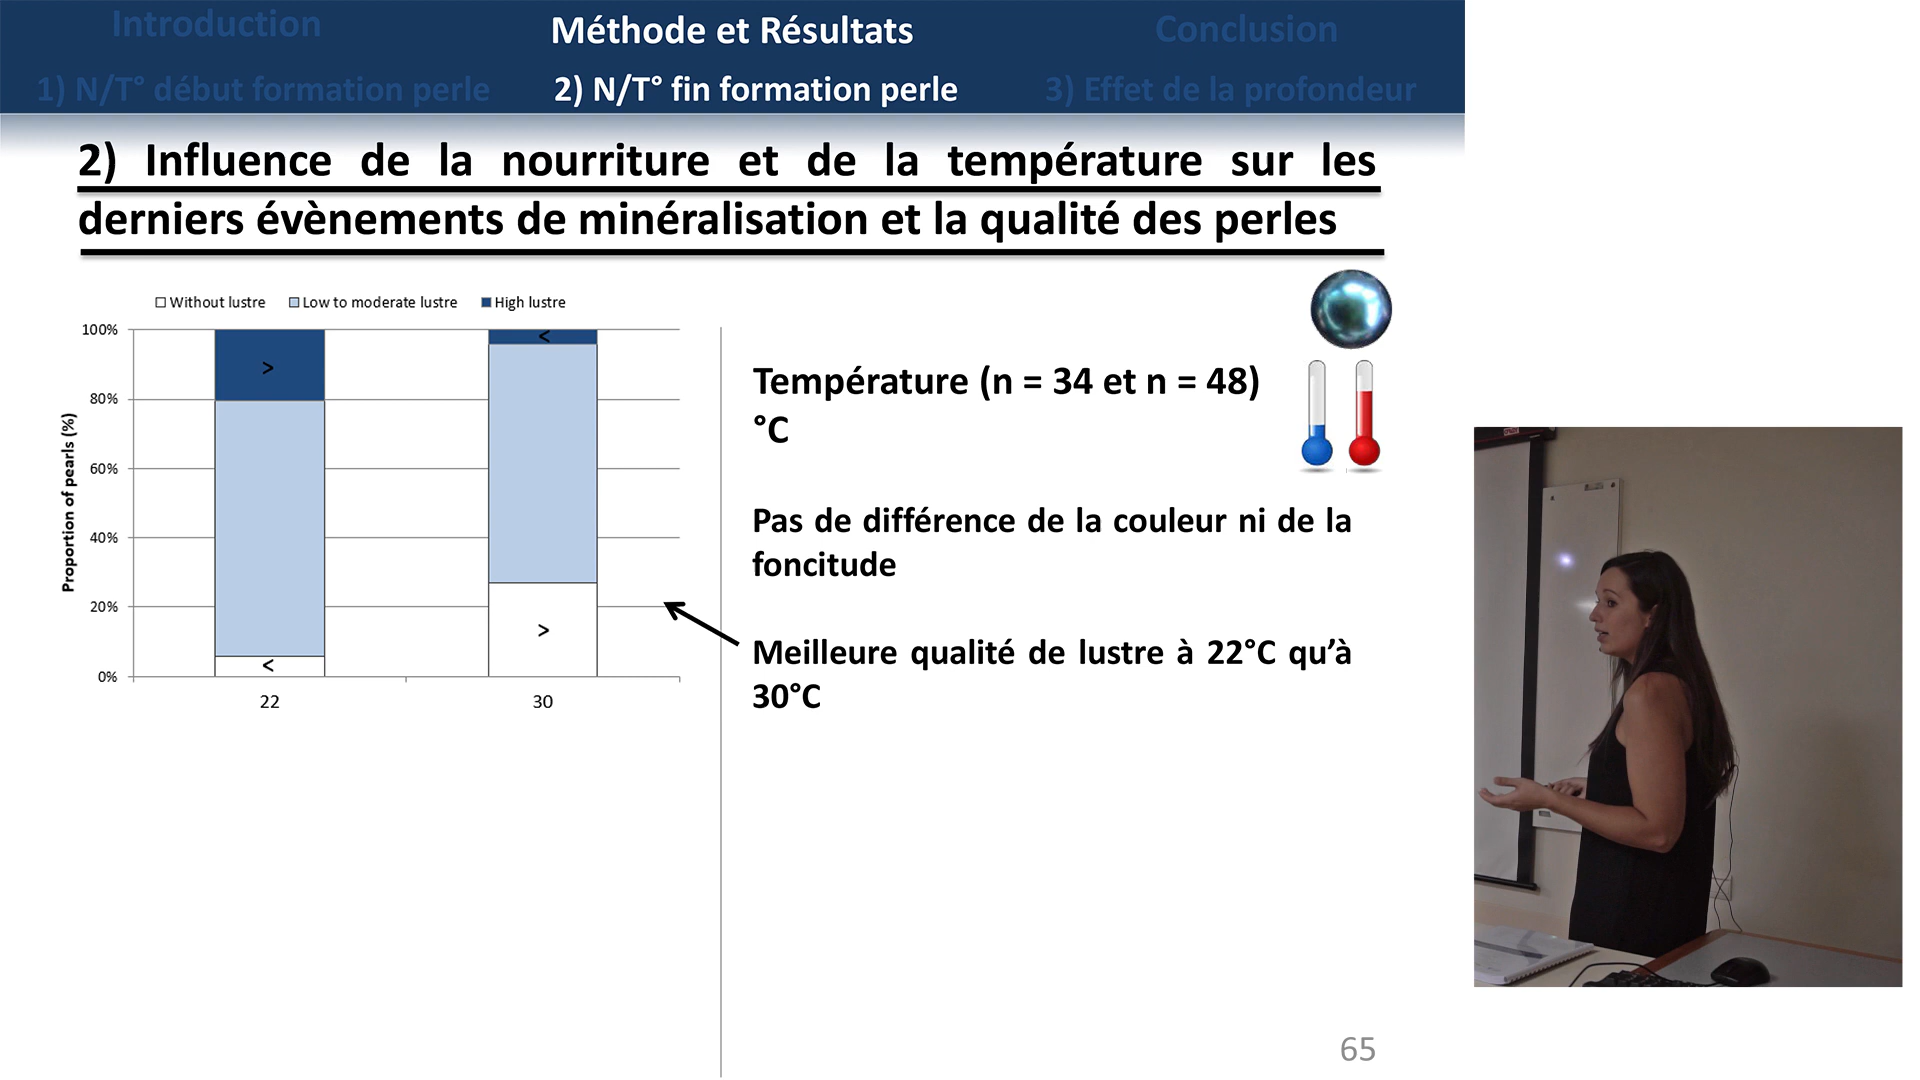 Introduction
Méthode et Résultats
Conclusion
1) N/T° début formation perle
2) N/T° fin formation perle
3) Effet de la profondeur
2) Influence de la nourriture et de la température sur les
derniers évènements de minéralisation et la qualité des perles
Without lustre
Low to moderate lustre
High lustre
Proportion of pearls (%)
100%
80%
60%
40%
20%
0%
>
<
<
>
22
30
Température (n = 34 et n = 48)
°C
Pas de différence de la couleur ni de la
foncitude
Meilleure qualité de lustre à 22°C qu’à
30°C
65